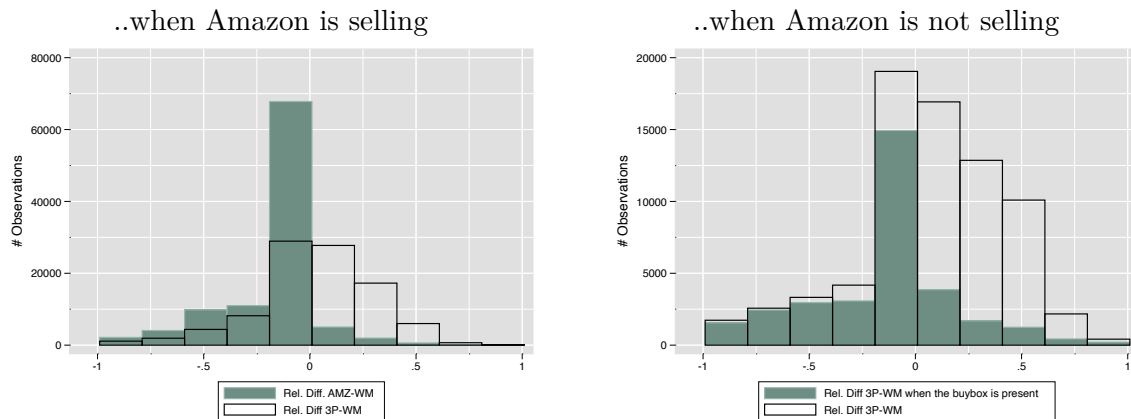 ..when Amazon is selling
80000
60000
40000
20000
0
# Observations
-1
-.5
0
.5
1
Rel. Diff AMZ-WM
Rel. Diff 3P-WM
..when Amazon is not selling
20000
15000
10000
5000
0
# Observations
-1
-.5
0
.5
1
Rel. Diff 3P-WM when the buybox is present
Rel. Diff 3P-WM